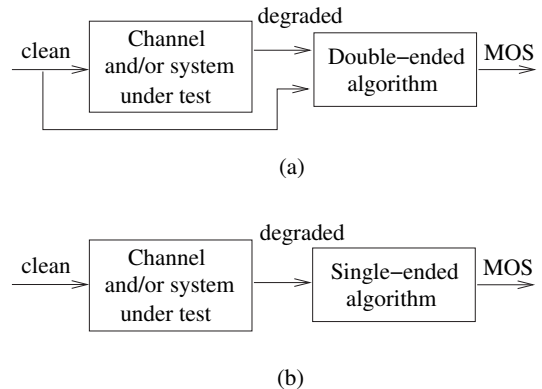 degraded
clean
Channel
and/or system
under test
Double−ended
algorithm
MOS
(a)
degraded
clean
Channel
and/or system
under test
Single−ended
algorithm
MOS
(b)